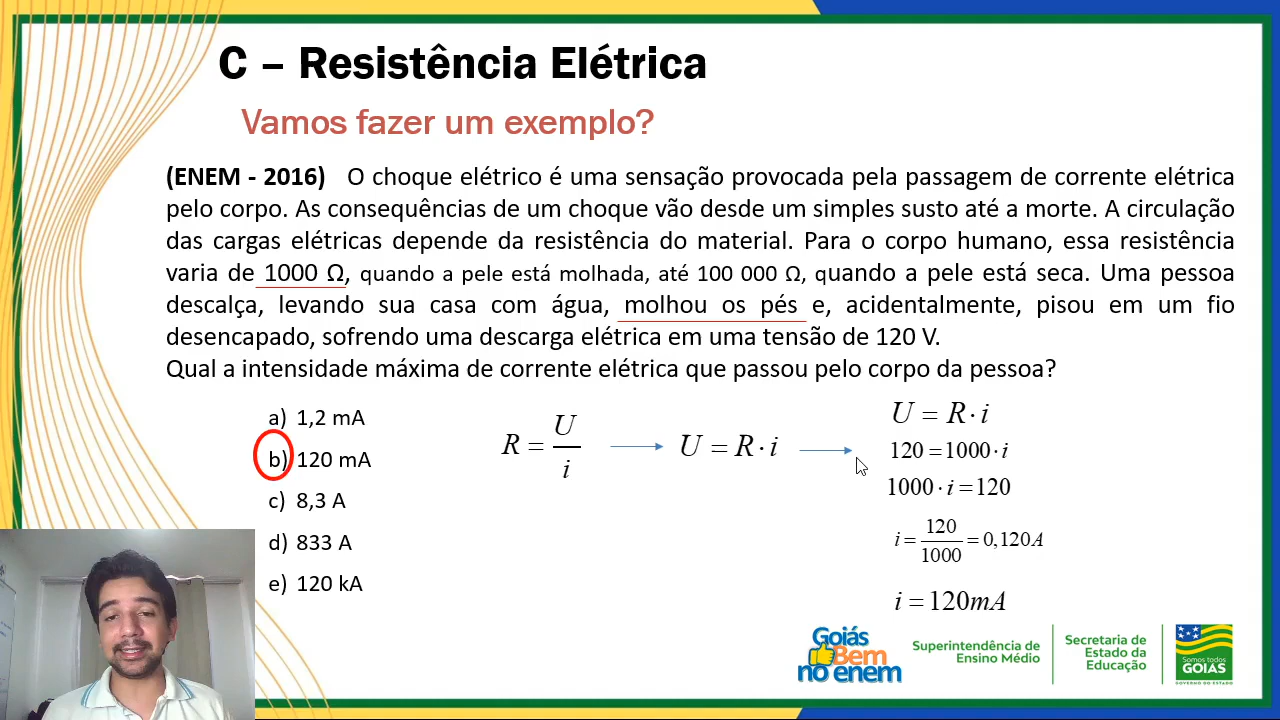 C – Resistência Elétrica
Vamos fazer um exemplo?
(ENEM - 2016) O choque elétrico é uma sensação provocada pela passagem de corrente elétrica
pelo corpo. As consequências de um choque vão desde um simples susto até a morte. A circulação
das cargas elétricas depende da resistência do material. Para o corpo humano, essa resistência
varia de 1000 Ω, quando a pele está molhada, até 100 000 Ω, quando a pele está seca. Uma pessoa
descalça, levando sua casa com água, molhou os pés e, acidentalmente, pisou em um fio
desencapado, sofrendo uma descarga elétrica em uma tensão de 120 V.
Qual a intensidade máxima de corrente elétrica que passou pelo corpo da pessoa?
a) 1,2 mA
b) 120 mA
c) 8,3 A
d) 833 A
e) 120 kA
R = U/i
U = R · i
U = R · i
120 = 1000 · i
1000 · i = 120
i = 120/1000 = 0,120A
i = 120mA
Goiás
Bem
no enem
Superintendência de
Ensino Médio
Secretaria de
Estado da
Educação
Somos todos
GOIÁS
GOVERNO DO ESTADO